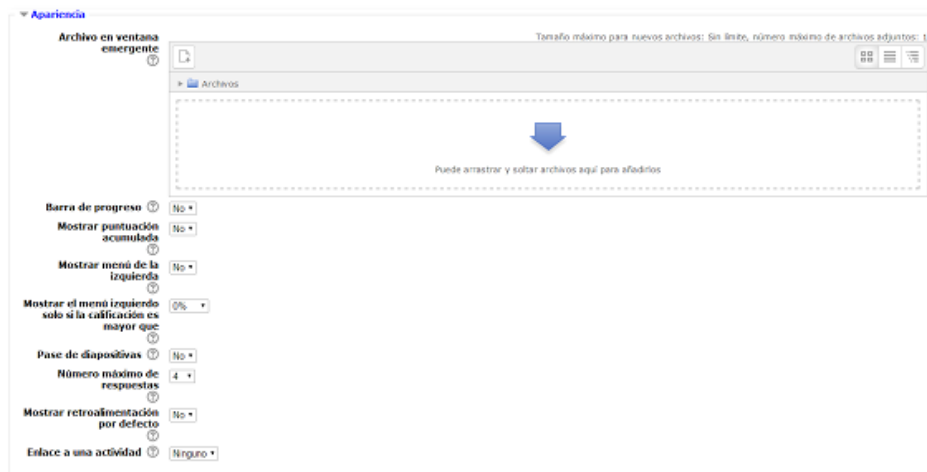 Apariencia
Archivo en ventana
emergente
Tamaño máximo para nuevos archivos: Sin límite, número máximo de archivos adjuntos: 1
Archivos
Puede arrastrar y soltar archivos aquí para añadirlos
Barra de progreso
No
Mostrar puntuación
acumulada
No
Mostrar menú de la
izquierda
No
Mostrar el menú izquierdo
solo si la calificación es
mayor que
0%
Pase de diapositivas
No
Número máximo de
respuestas
4
Mostrar retroalimentación
por defecto
No
Enlace a una actividad
Ninguno